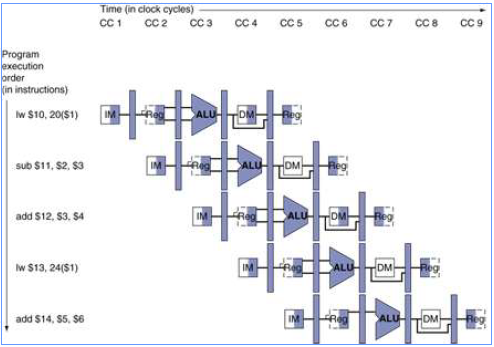 Time (in clock cycles)
CC 1 CC 2 CC 3 CC 4 CC 5 CC 6 CC 7 CC 8 CC 9
Program
execution
order
(in instructions)
lw $10, 20($1) IM Reg ALU DM Reg
sub $11, $2, $3 IM Reg ALU DM Reg
add $12, $3, $4 IM Reg ALU DM Reg
lw $13, 24($1) IM Reg ALU DM Reg
add $14, $5, $6 IM Reg ALU DM Reg